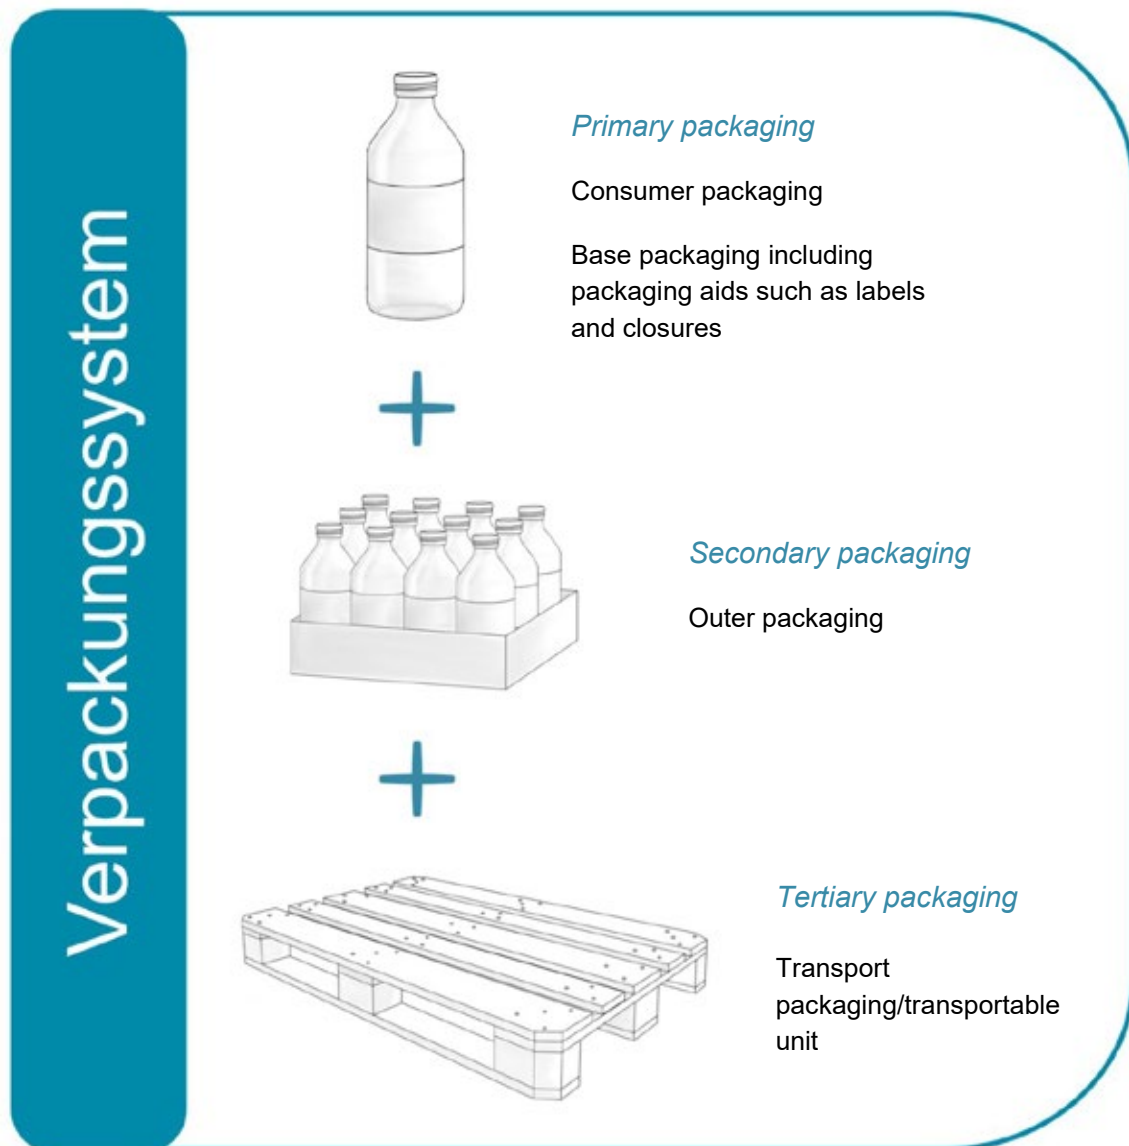 Verpackungssystem
Primary packaging
Consumer packaging
Base packaging including
packaging aids such as labels
and closures
Secondary packaging
Outer packaging
Tertiary packaging
Transport
packaging/transportable
unit